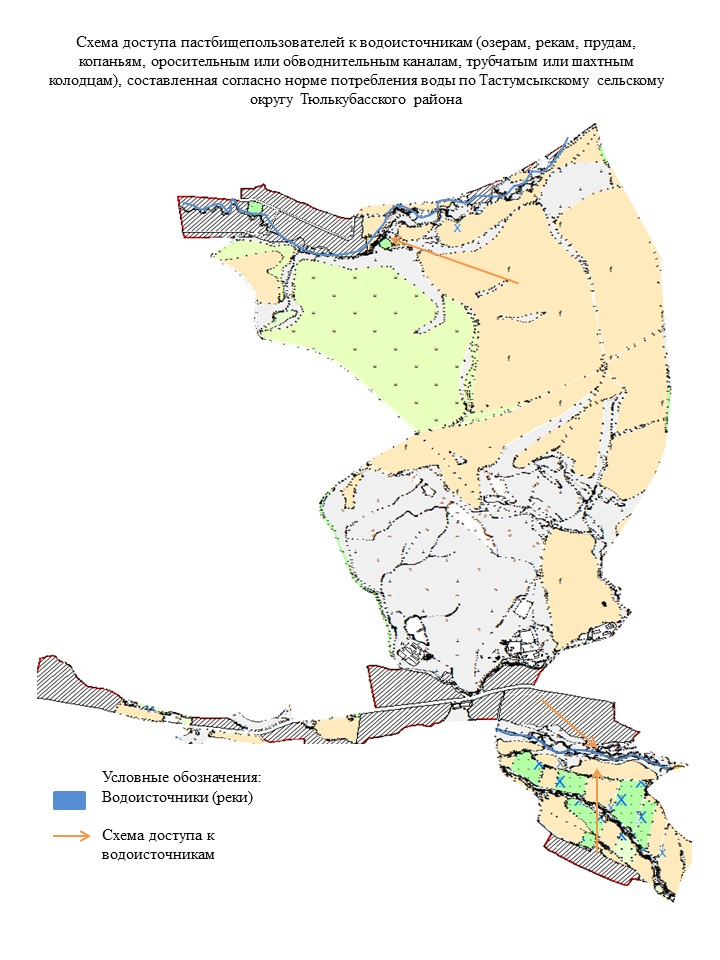 Схема доступа пастбищепользователей к водоисточникам (озерам, рекам, прудам,
копаньям, оросительным или обводнительным каналам, трубчатым или шахтным
колодцам), составленная согласно норме потребления воды по Тастумсыкскому сельскому
округу Тюлькубасского района
Условные обозначения:
Водоисточники (реки)
Схема доступа к
водоисточникам